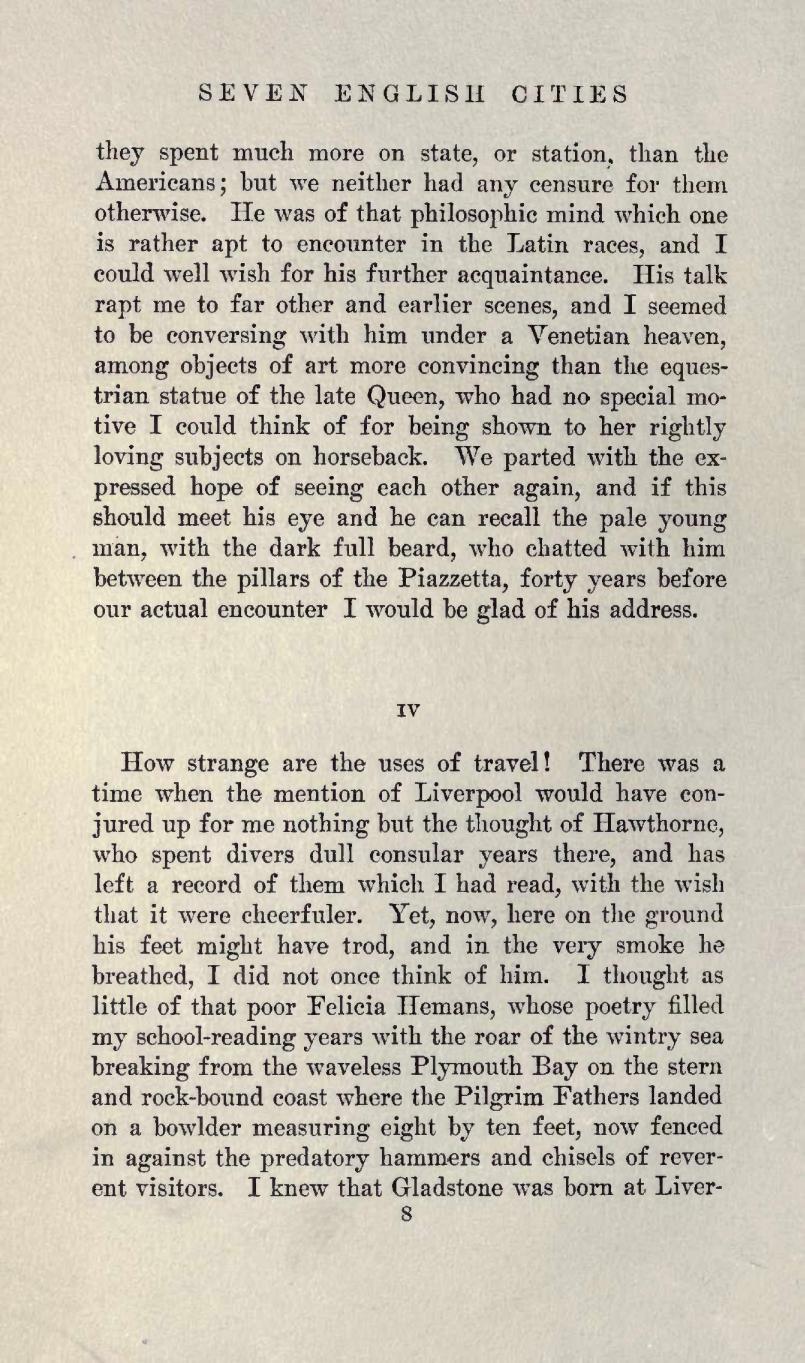 SEVEN ENGLISH CITIES
they spent much more on state, or station, than the
Americans; but we neither had any censure for them
otherwise. He was of that philosophic mind which one
is rather apt to encounter in the Latin races, and I
could well wish for his further acquaintance. His talk
rapt me to far other and earlier scenes, and I seemed
to be conversing with him under a Venetian heaven,
among objects of art more convincing than the eques-
trian statue of the late Queen, who had no special mo-
tive I could think of for being shown to her rightly
loving subjects on horseback. We parted with the ex-
pressed hope of seeing each other again, and if this
should meet his eye and he can recall the pale young
man, with the dark full beard, who chatted with him
between the pillars of the Piazzetta, forty years before
our actual encounter I would be glad of his address.
IV
How strange are the uses of travel! There was a
time when the mention of Liverpool would have con-
jured up for me nothing but the thought of Hawthorne,
who spent divers dull consular years there, and has
left a record of them which I had read, with the wish
that it were cheerfuler. Yet, now, here on the ground
his feet might have trod, and in the very smoke he
breathed, I did not once think of him. I thought as
little of that poor Felicia Hemans, whose poetry filled
my school-reading years with the roar of the wintry sea
breaking from the waveless Plymouth Bay on the stern
and rock-bound coast where the Pilgrim Fathers landed
on a bowlder measuring eight by ten feet, now fenced
in against the predatory hammers and chisels of rever-
ent visitors. I knew that Gladstone was born at Liver-
8